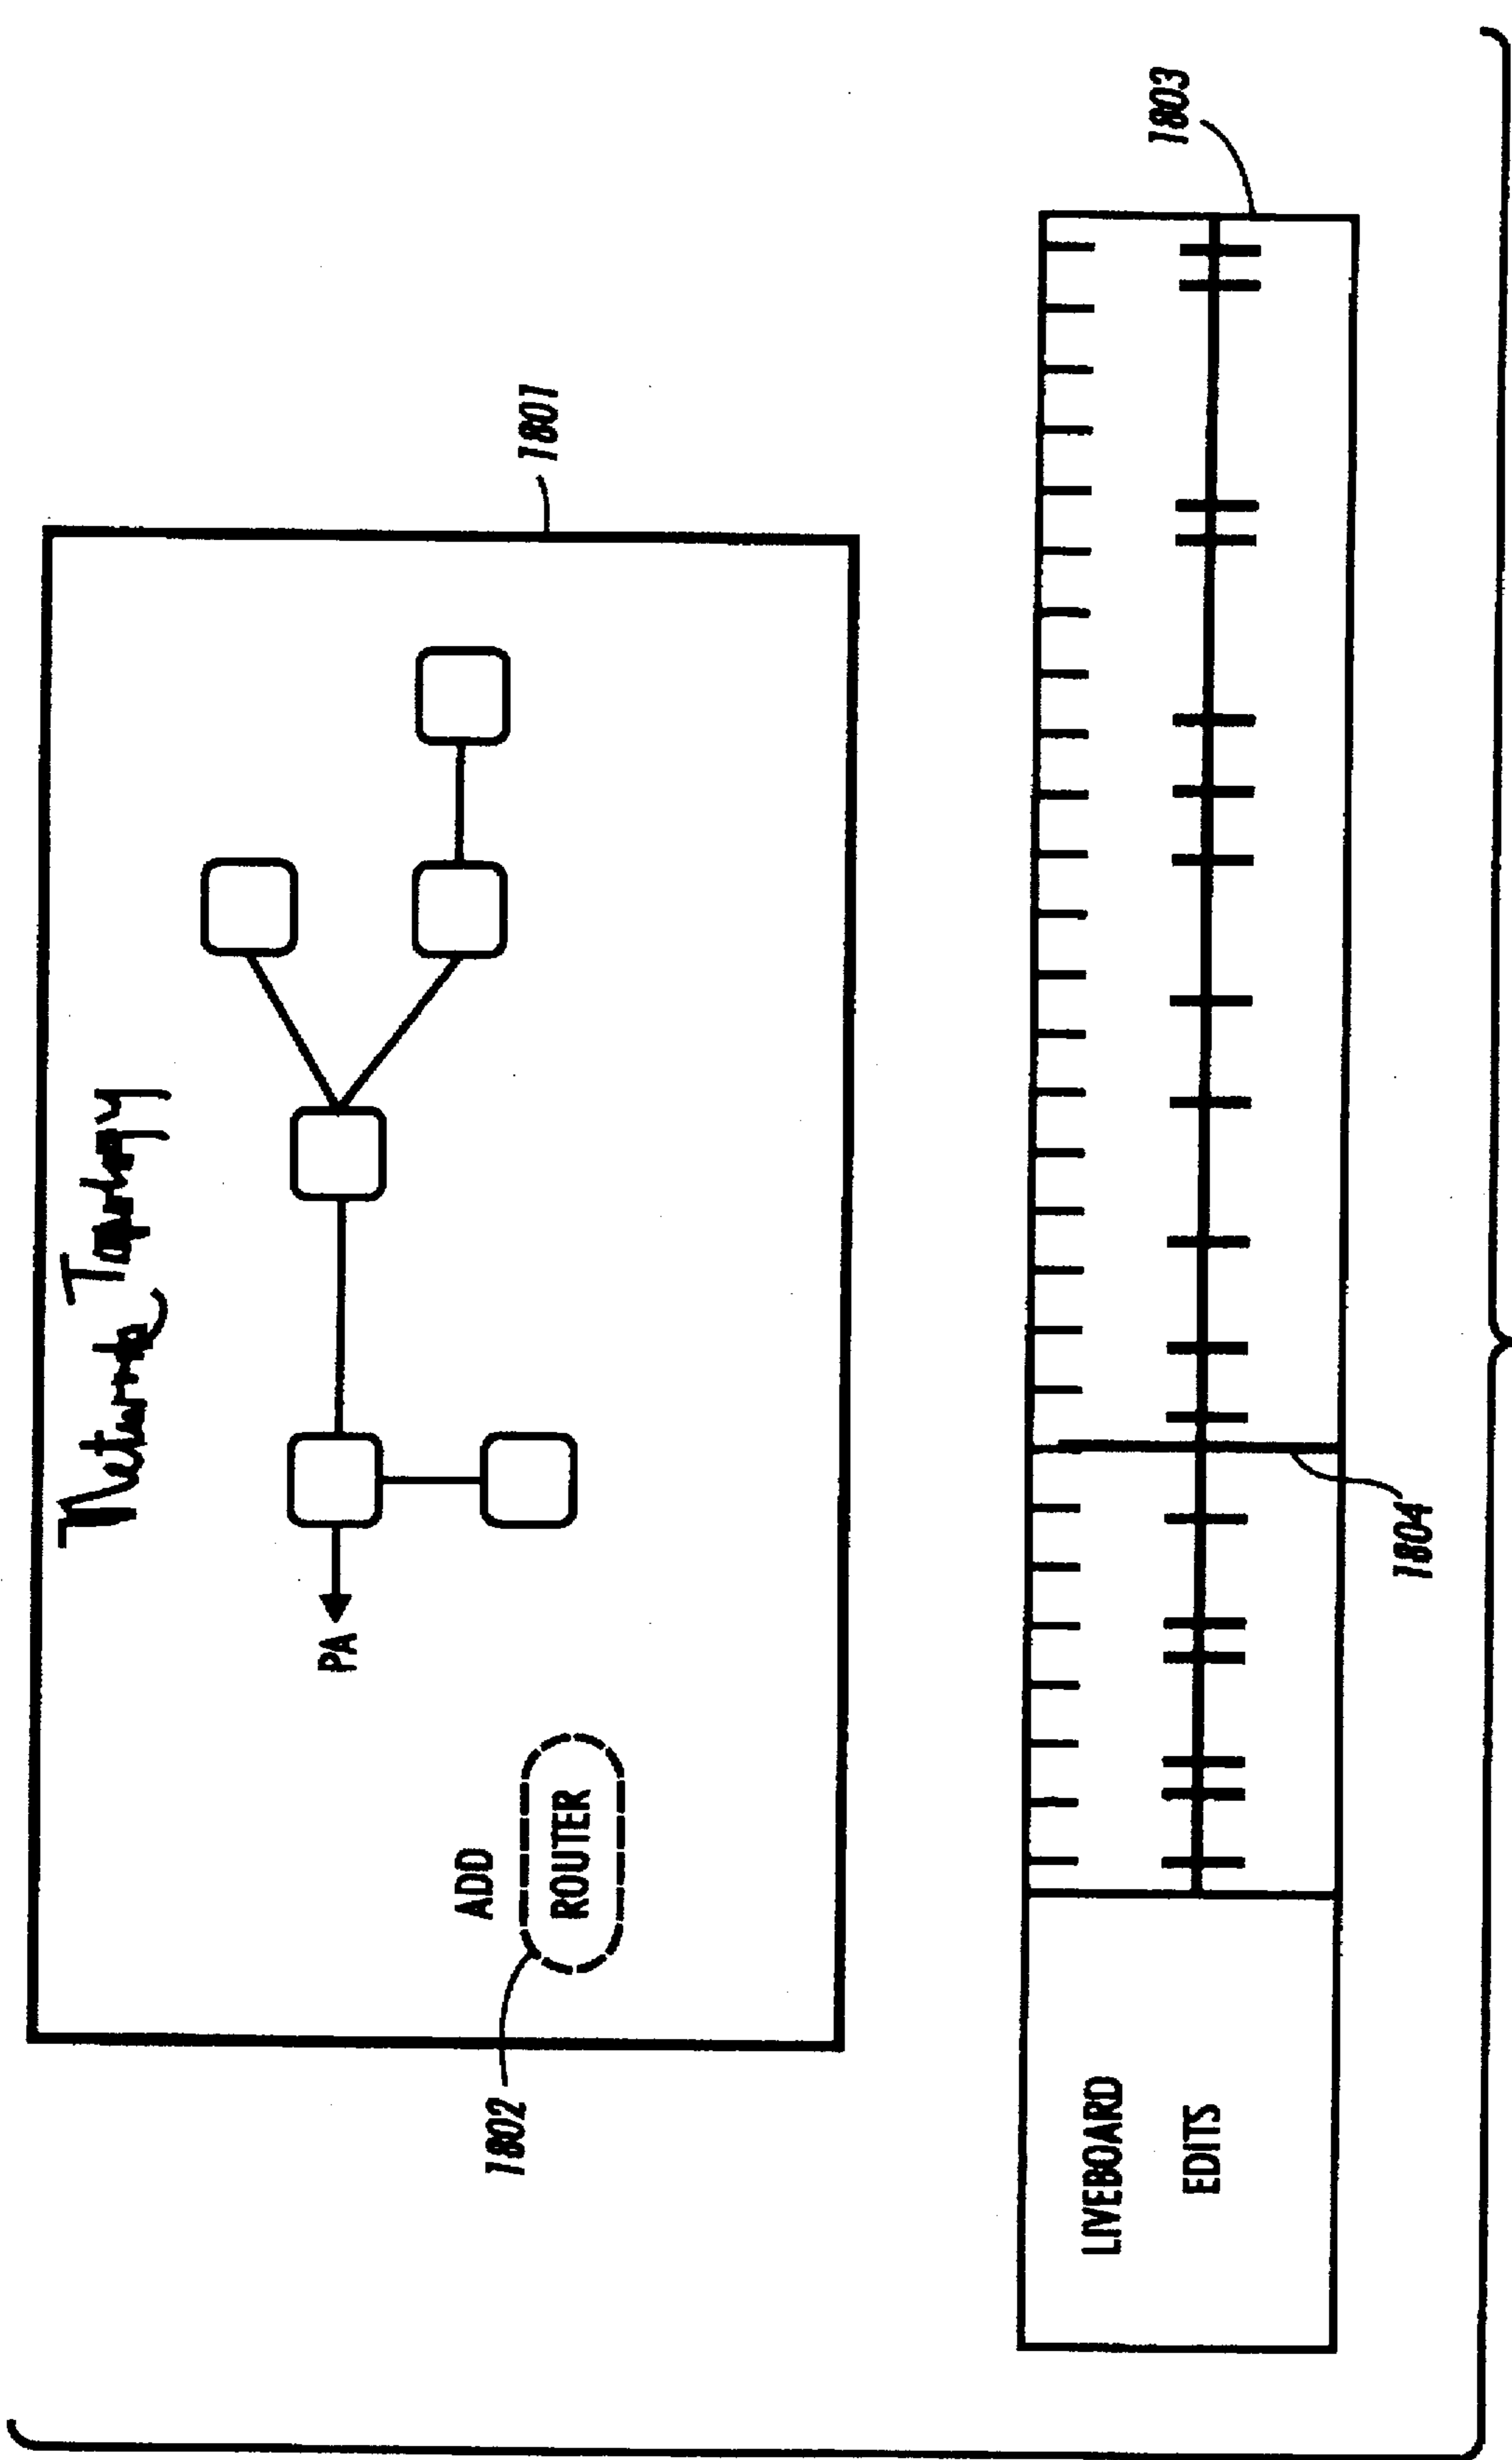 Network Topology
1801
PA
ADD
ROUTER
1802
1803
LIVEBOARD
EDITS
1804